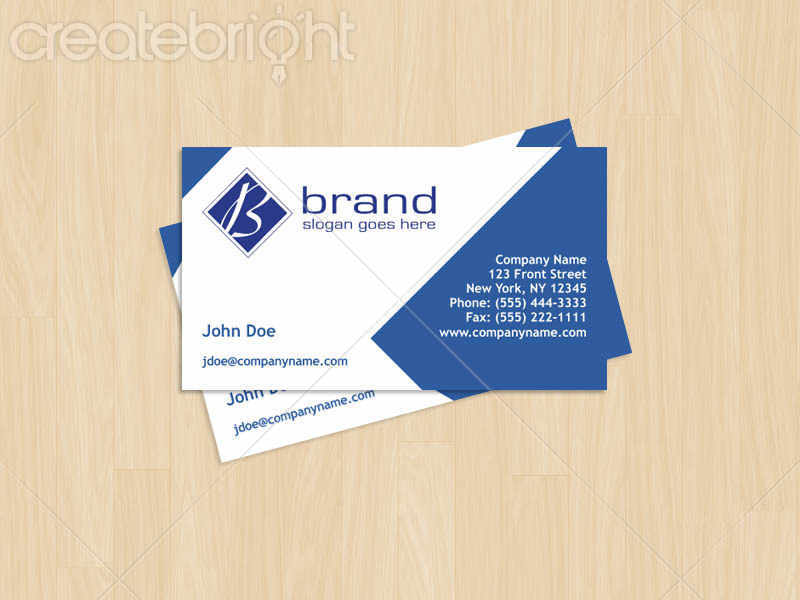 createbright
B
brand
slogan goes here
Company Name
123 Front Street
New York, NY 12345
Phone: (555) 444-3333
Fax: (555) 222-1111
www.companyname.com
John Doe
jdoe@companyname.com
John
jdoe@companyname.com